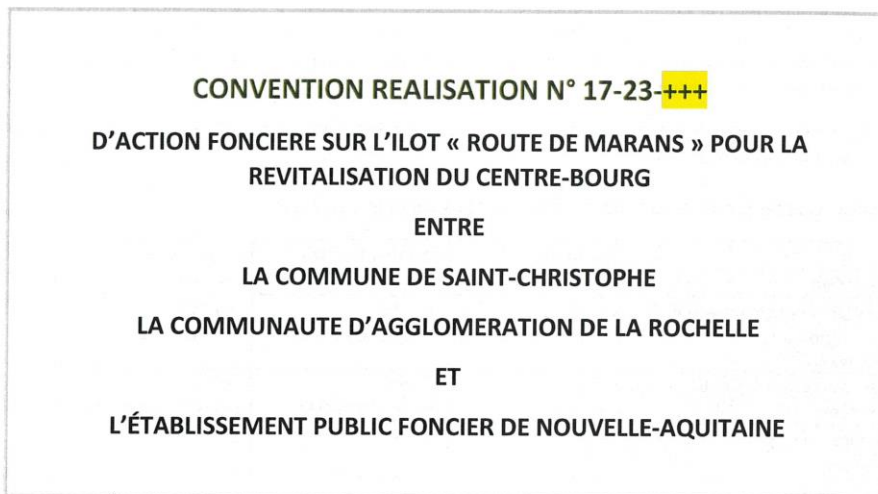 CONVENTION REALISATION N° 17-23-+++
D'ACTION FONCIERE SUR L'ILOT « ROUTE DE MARANS » POUR LA
REVITALISATION DU CENTRE-BOURG
ENTRE
LA COMMUNE DE SAINT-CHRISTOPHE
LA COMMUNAUTE D'AGGLOMERATION DE LA ROCHELLE
ET
L'ÉTABLISSEMENT PUBLIC FONCIER DE NOUVELLE-AQUITAINE